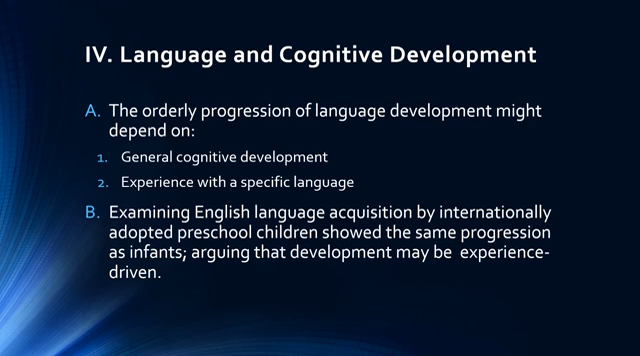 IV. Language and Cognitive Development
A. The orderly progression of language development might
depend on:
1. General cognitive development
2. Experience with a specific language
B. Examining English language acquisition by internationally
adopted preschool children showed the same progression
as infants; arguing that development may be experience-
driven.